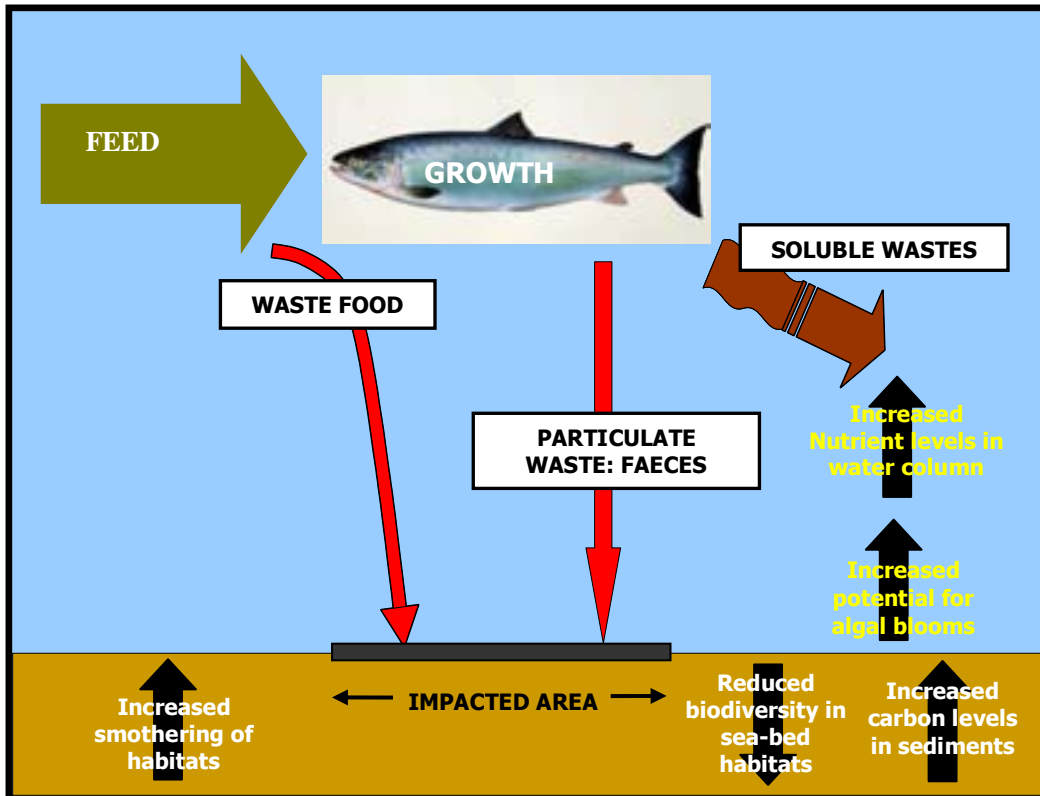 FEED
GROWTH
SOLUBLE WASTES
WASTE FOOD
PARTICULATE
WASTE: FAECES
Increased
Nutrient levels in
water column
Increased
potential for
algal blooms
Increased
smothering of
habitats
IMPACTED AREA
Reduced
biodiversity in
sea-bed
habitats
Increased
carbon levels
in sediments